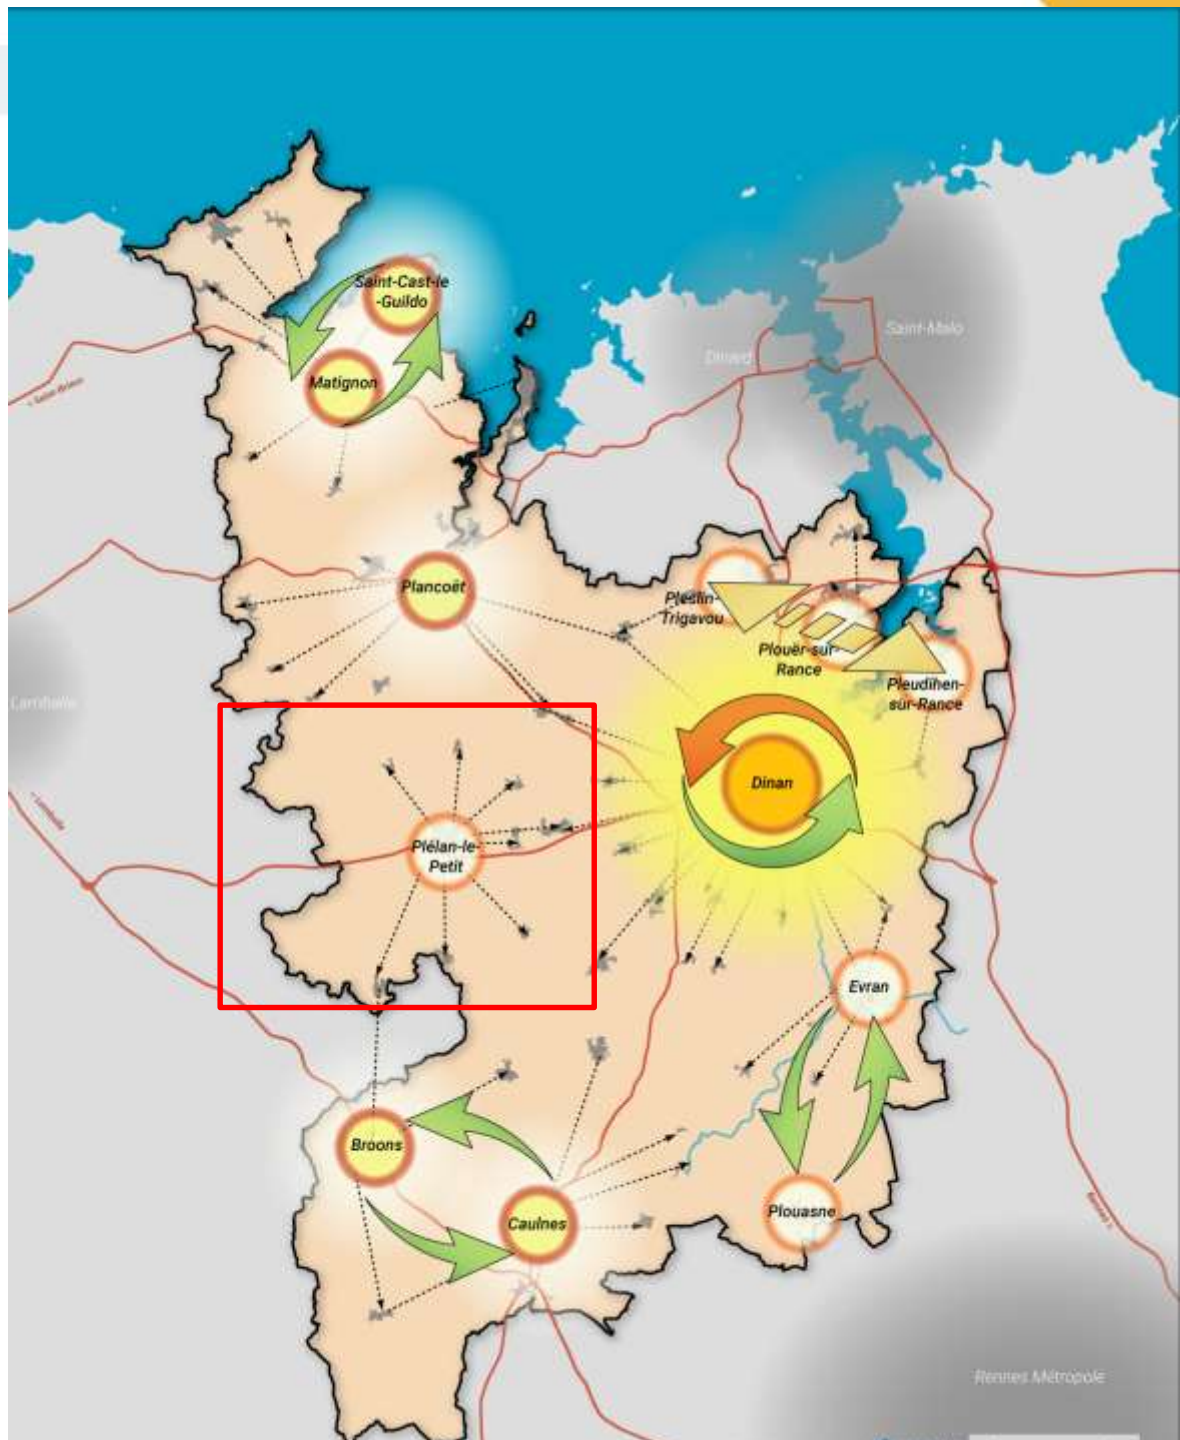 Saint-Cast-le
-Guildo
Saint-Malo
Dinard
Matignon
Plancoët
Pleslin-
Trigavou
Plouër-sur-
Rance
Pleudihen-
sur-Rance
Lamballe
Dinan
Plélan-le-
Petit
Evran
Broons
Caulnes
Plouasne
Rennes Métropole